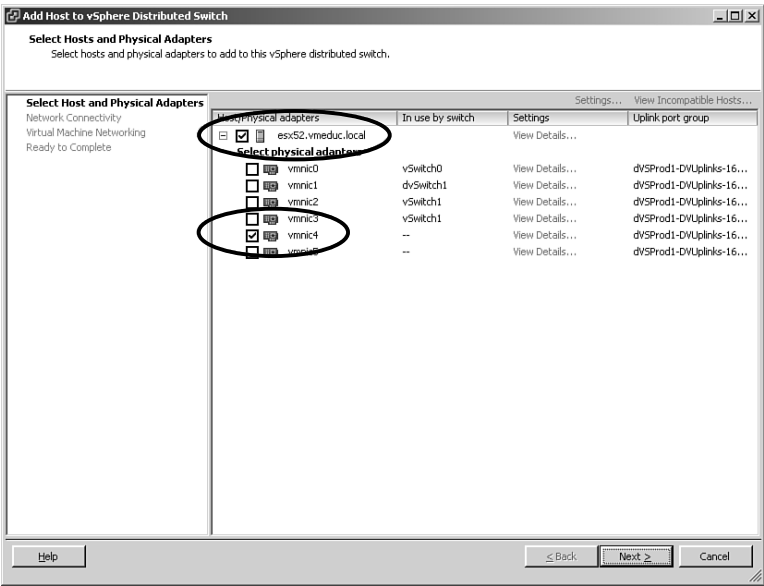 Add Host to vSphere Distributed Switch
Select Hosts and Physical Adapters
Select hosts and physical adapters to add to this vSphere distributed switch.
Settings... View Incompatible Hosts...
Select Host and Physical Adapters
Network Connectivity
Virtual Machine Networking
Ready to Complete
Host/Physical adapters In use by switch Settings Uplink port group
esx52.vmeduc.local View Details...
Select physical adapters
vmnic0 vSwitch0 View Details... dVSProd1-DVUplinks-16...
vmnic1 dvSwitch1 View Details... dVSProd1-DVUplinks-16...
vmnic2 vSwitch1 View Details... dVSProd1-DVUplinks-16...
vmnic3 vSwitch1 View Details... dVSProd1-DVUplinks-16...
vmnic4 -- View Details... dVSProd1-DVUplinks-16...
vmnic5 -- View Details... dVSProd1-DVUplinks-16...
Help ≤ Back Next ≥ Cancel